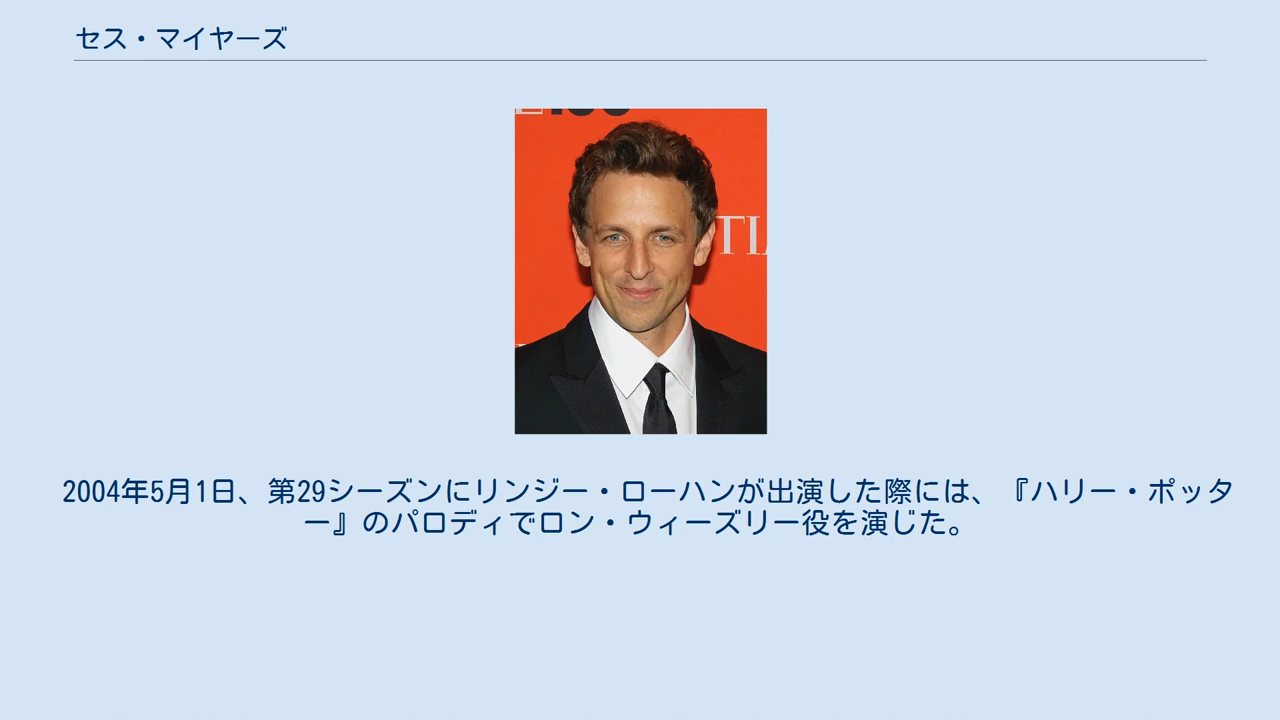 セス・マイヤーズ
TI
2004年5月1日、第29シーズンにリンジー・ローハンが出演した際には、『ハリー・ポッタ
ー』のパロディでロン・ウィーズリー役を演じた。